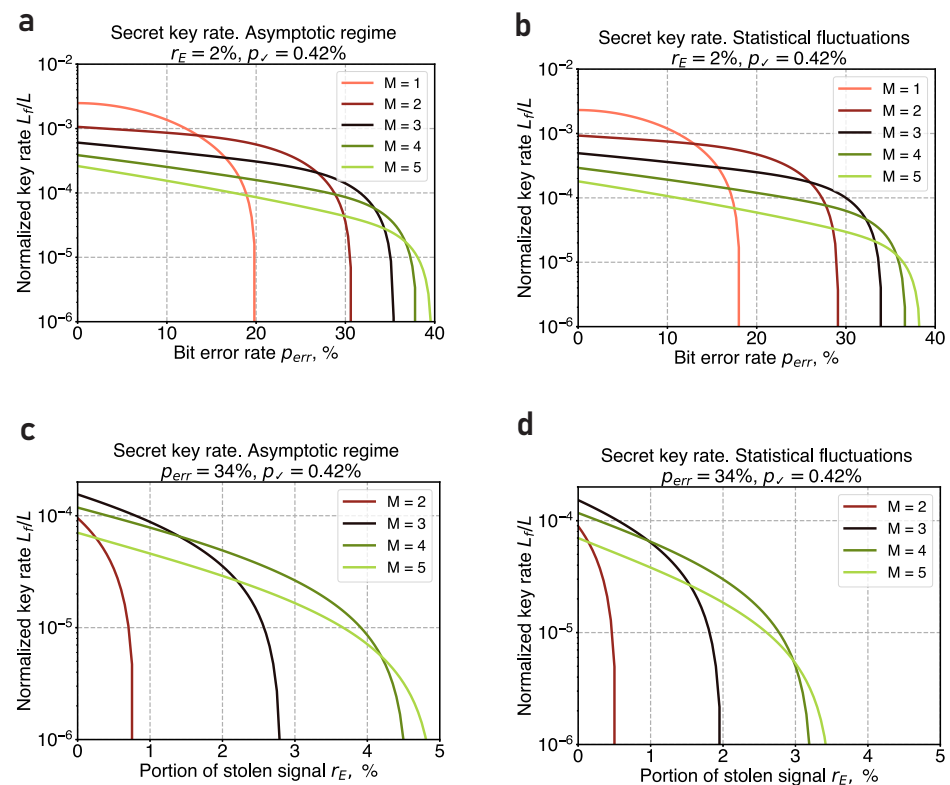 a
Secret key rate. Asymptotic regime
r_E = 2%, p_✓ = 0.42%
Normalized key rate L_f/L
10⁻²
10⁻³
10⁻⁴
10⁻⁵
10⁻⁶
M = 1
M = 2
M = 3
M = 4
M = 5
0 10 20 30 40
Bit error rate p_err, %
b
Secret key rate. Statistical fluctuations
r_E = 2%, p_✓ = 0.42%
Normalized key rate L_f/L
10⁻²
10⁻³
10⁻⁴
10⁻⁵
10⁻⁶
M = 1
M = 2
M = 3
M = 4
M = 5
0 10 20 30 40
Bit error rate p_err, %
c
Secret key rate. Asymptotic regime
p_err = 34%, p_✓ = 0.42%
Normalized key rate L_f/L
10⁻⁴
10⁻⁵
10⁻⁶
M = 2
M = 3
M = 4
M = 5
0 1 2 3 4 5
Portion of stolen signal r_E, %
d
Secret key rate. Statistical fluctuations
p_err = 34%, p_✓ = 0.42%
Normalized key rate L_f/L
10⁻⁴
10⁻⁵
10⁻⁶
M = 2
M = 3
M = 4
M = 5
0 1 2 3 4 5
Portion of stolen signal r_E, %